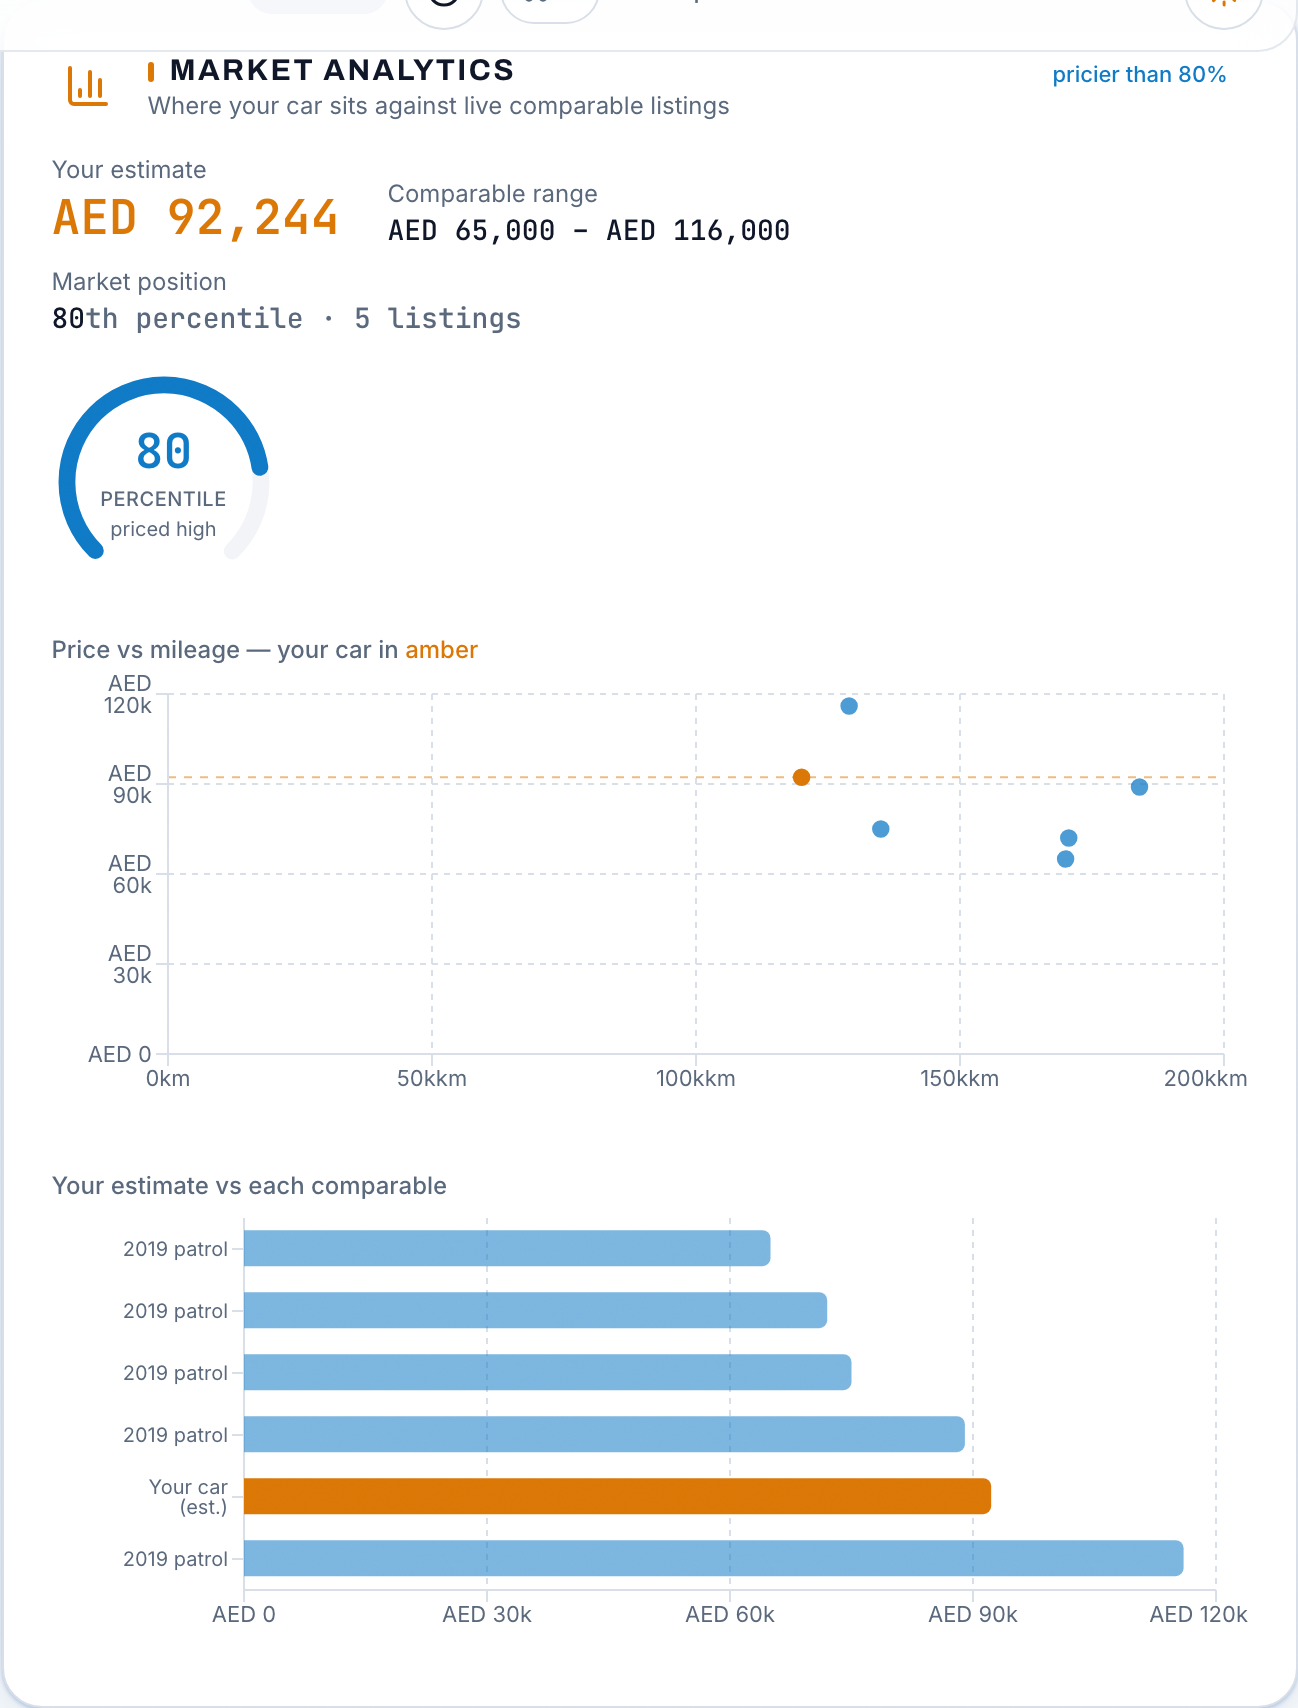 MARKET ANALYTICS
pricier than 80%
Where your car sits against live comparable listings
Your estimate
AED 92,244
Comparable range
AED 65,000 – AED 116,000
Market position
80th percentile · 5 listings
80
PERCENTILE
priced high
Price vs mileage — your car in amber
AED
120k
AED
90k
AED
60k
AED
30k
AED 0
0km
50kkm
100kkm
150kkm
200kkm
Your estimate vs each comparable
2019 patrol
2019 patrol
2019 patrol
2019 patrol
Your car
(est.)
2019 patrol
AED 0
AED 30k
AED 60k
AED 90k
AED 120k